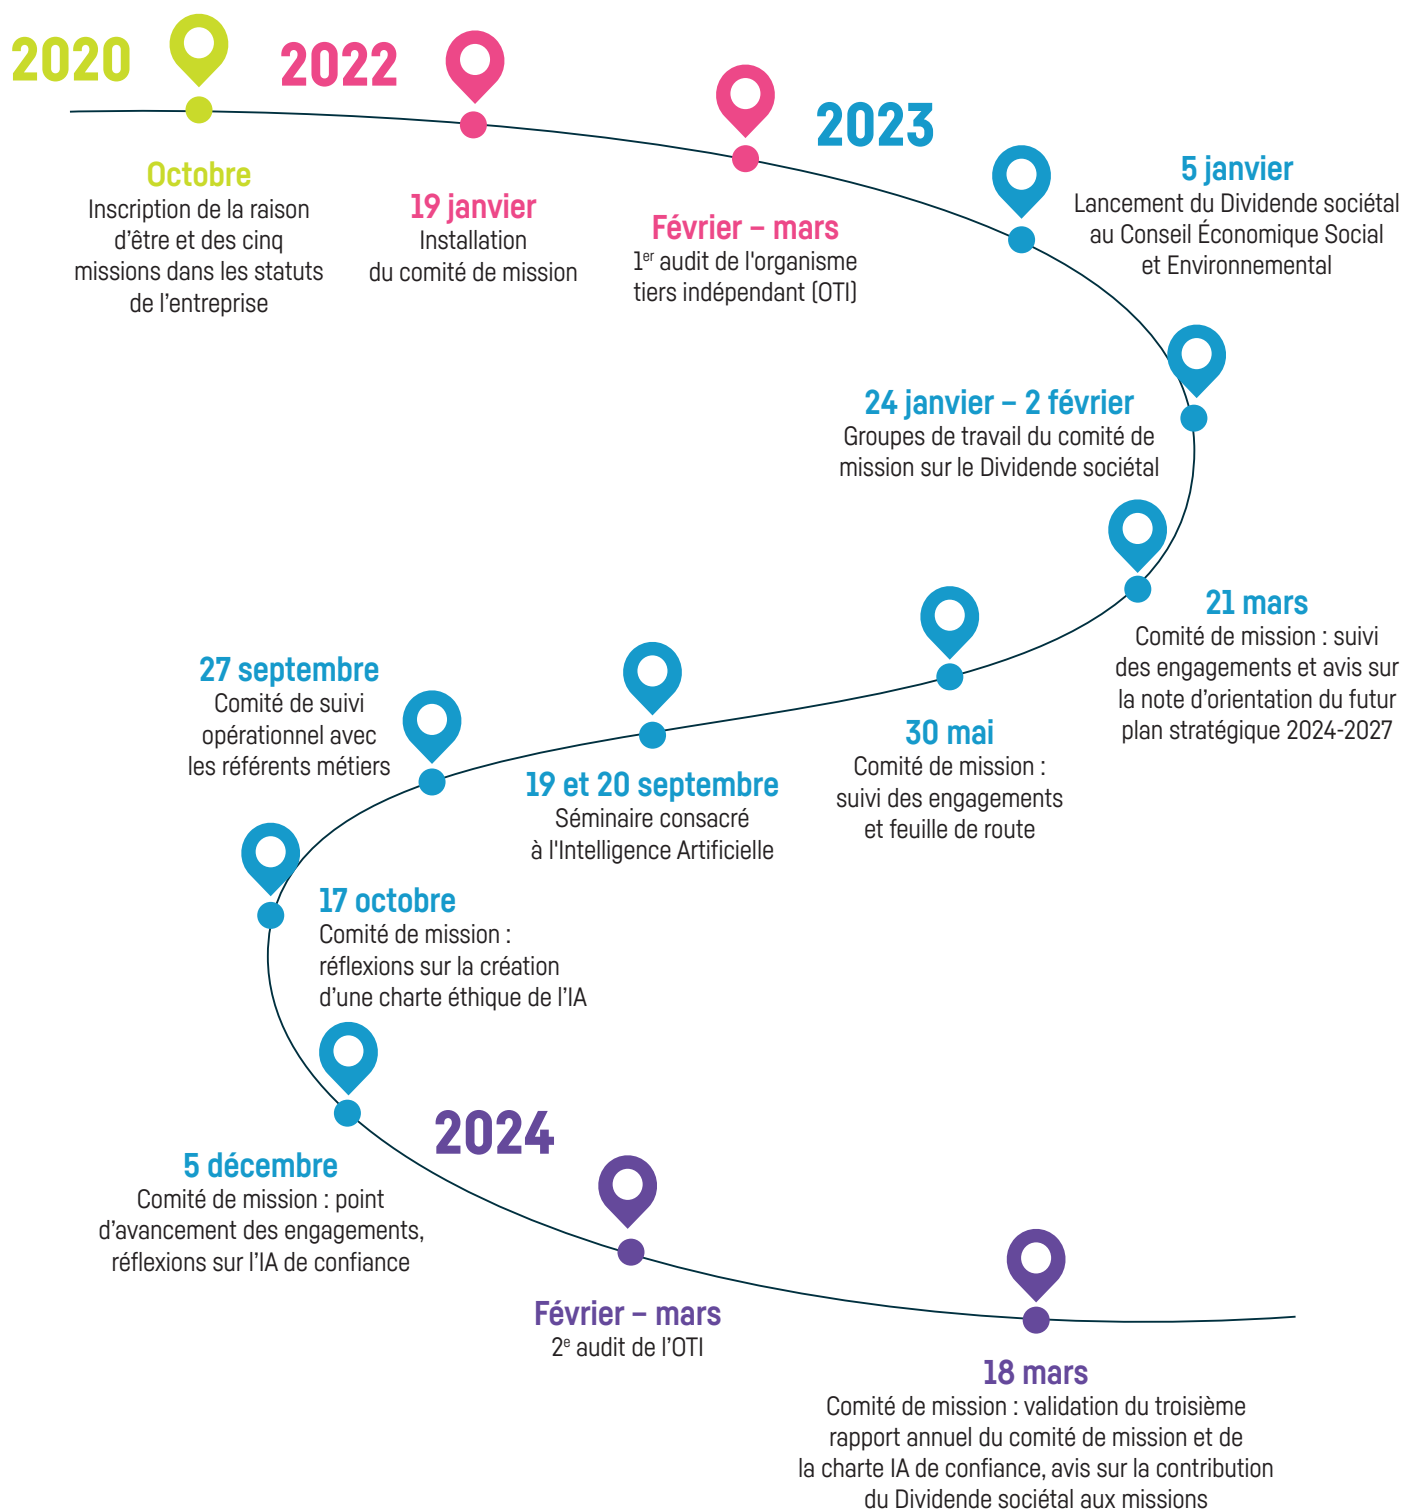 2020
Octobre
Inscription de la raison
d’être et des cinq
missions dans les statuts
de l’entreprise
2022
19 janvier
Installation
du comité de mission
Février – mars
1er audit de l'organisme
tiers indépendant (OTI)
2023
5 janvier
Lancement du Dividende sociétal
au Conseil Économique Social
et Environnemental
24 janvier – 2 février
Groupes de travail du comité de
mission sur le Dividende sociétal
21 mars
Comité de mission : suivi
des engagements et avis sur
la note d’orientation du futur
plan stratégique 2024-2027
30 mai
Comité de mission :
suivi des engagements
et feuille de route
19 et 20 septembre
Séminaire consacré
à l'Intelligence Artificielle
27 septembre
Comité de suivi
opérationnel avec
les référents métiers
17 octobre
Comité de mission :
réflexions sur la création
d’une charte éthique de l’IA
5 décembre
Comité de mission : point
d’avancement des engagements,
réflexions sur l’IA de confiance
2024
Février – mars
2e audit de l’OTI
18 mars
Comité de mission : validation du troisième
rapport annuel du comité de mission et de
la charte IA de confiance, avis sur la contribution
du Dividende sociétal aux missions